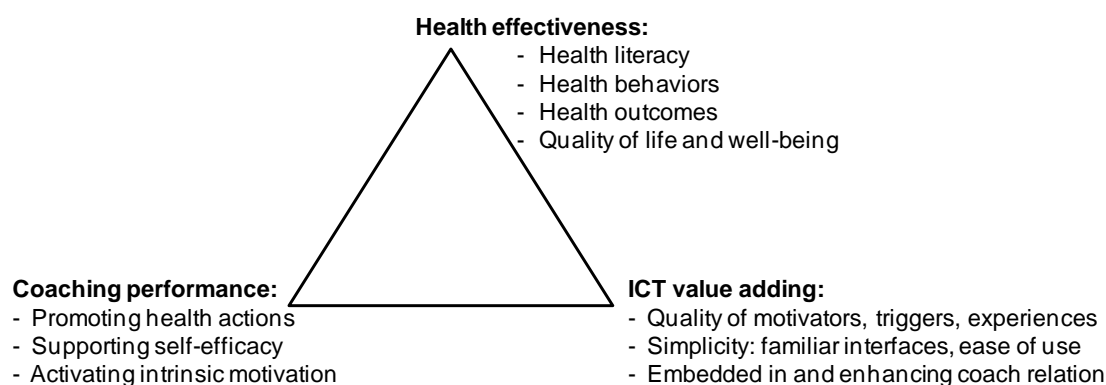 Health effectiveness:
- Health literacy
- Health behaviors
- Health outcomes
- Quality of life and well-being
Coaching performance:
- Promoting health actions
- Supporting self-efficacy
- Activating intrinsic motivation
ICT value adding:
- Quality of motivators, triggers, experiences
- Simplicity: familiar interfaces, ease of use
- Embedded in and enhancing coach relation